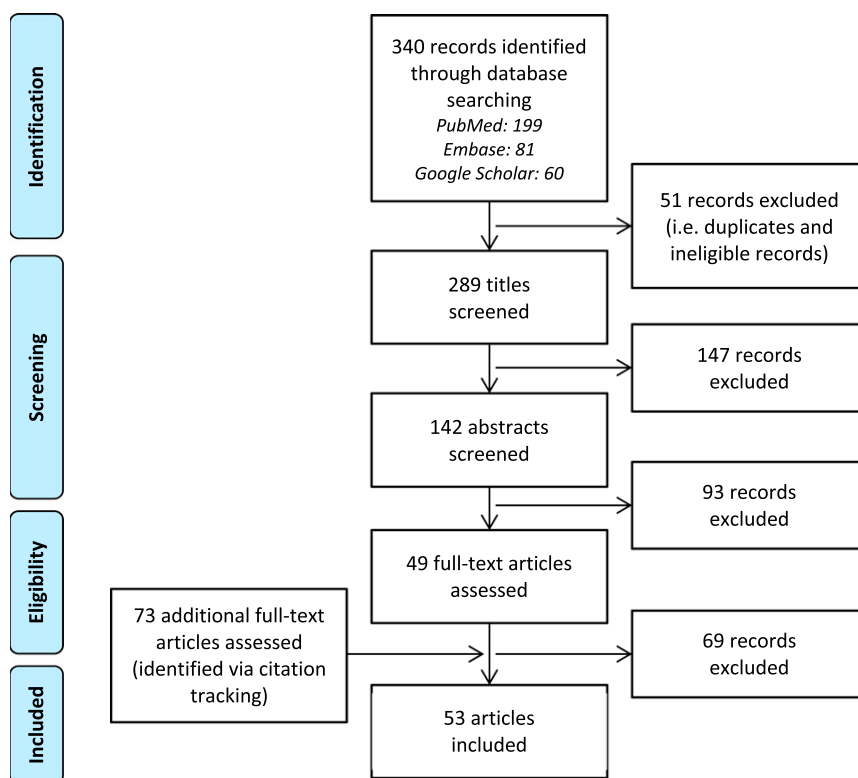 Identification
340 records identified
through database
searching
PubMed: 199
Embase: 81
Google Scholar: 60
51 records excluded
(i.e. duplicates and
ineligible records)
Screening
289 titles
screened
147 records
excluded
142 abstracts
screened
93 records
excluded
Eligibility
49 full-text articles
assessed
73 additional full-text
articles assessed
(identified via citation
tracking)
69 records
excluded
Included
53 articles
included